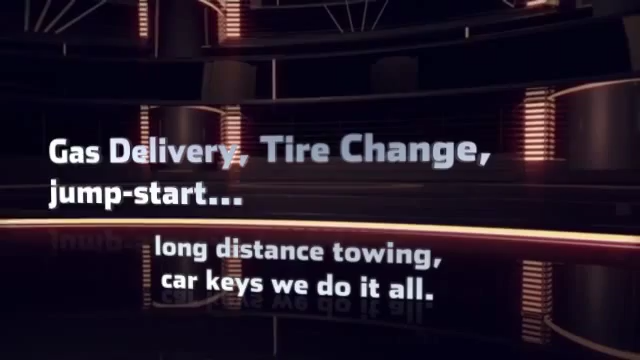 Gas Delivery, Tire Change,
jump-start...
long distance towing,
car keys we do it all.